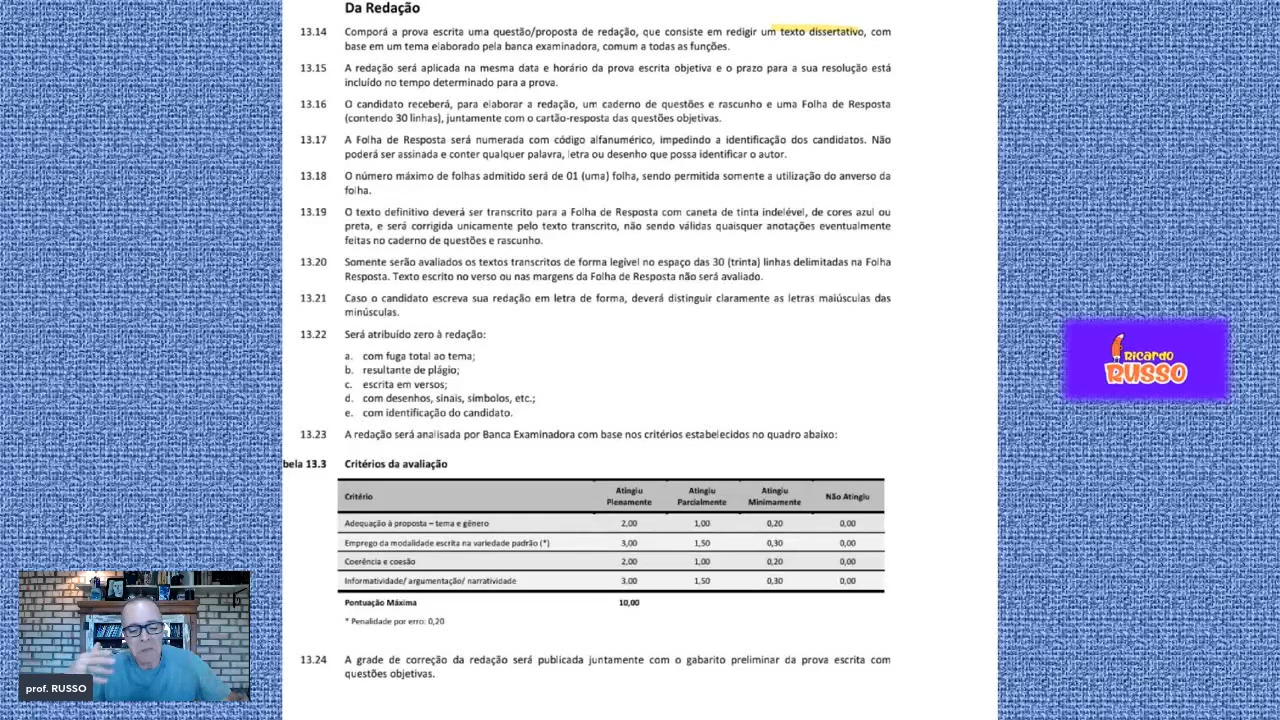 Da Redação
13.14 Comporá a prova escrita uma questão/proposta de redação, que consiste em redigir um texto dissertativo, com
base em um tema elaborado pela banca examinadora, comum a todas as funções.
13.15 A redação será aplicada na mesma data e horário da prova escrita objetiva e o prazo para a sua resolução está
incluído no tempo determinado para a prova.
13.16 O candidato receberá, para elaborar a redação, um caderno de questões e rascunho e uma Folha de Resposta
(contendo 30 linhas), juntamente com o cartão-resposta das questões objetivas.
13.17 A Folha de Resposta será numerada com código alfanumérico, impedindo a identificação dos candidatos. Não
poderá ser assinada e conter qualquer palavra, letra ou desenho que possa identificar o autor.
13.18 O número máximo de folhas admitido será de 01 (uma) folha, sendo permitida somente a utilização do anverso da
folha.
13.19 O texto definitivo deverá ser transcrito para a Folha de Resposta com caneta de tinta indelével, de cores azul ou
preta, e será corrigida unicamente pelo texto transcrito, não sendo válidas quaisquer anotações eventualmente
feitas no caderno de questões e rascunho.
13.20 Somente serão avaliados os textos transcritos de forma legível no espaço das 30 (trinta) linhas delimitadas na Folha
Resposta. Texto escrito no verso ou nas margens da Folha de Resposta não será avaliado.
13.21 Caso o candidato escreva sua redação em letra de forma, deverá distinguir claramente as letras maiúsculas das
minúsculas.
13.22 Será atribuído zero à redação:
a. com fuga total ao tema;
b. resultante de plágio;
c. escrita em versos;
d. com desenhos, sinais, símbolos, etc.;
e. com identificação do candidato.
13.23 A redação será analisada por Banca Examinadora com base nos critérios estabelecidos no quadro abaixo:
bela 13.3 Critérios da avaliação
Critério Atingiu Plenamente Atingiu Parcialmente Atingiu Minimamente Não Atingiu
Adequação à proposta – tema e gênero 2,00 1,00 0,20 0,00
Emprego da modalidade escrita na variedade padrão (*) 3,00 1,50 0,30 0,00
Coerência e coesão 2,00 1,00 0,20 0,00
Informatividade/ argumentação/ narratividade 3,00 1,50 0,30 0,00
Pontuação Máxima 10,00
* Penalidade por erro: 0,20
13.24 A grade de correção da redação será publicada juntamente com o gabarito preliminar da prova escrita com
questões objetivas.
RICARDO
RUSSO
prof. RUSSO